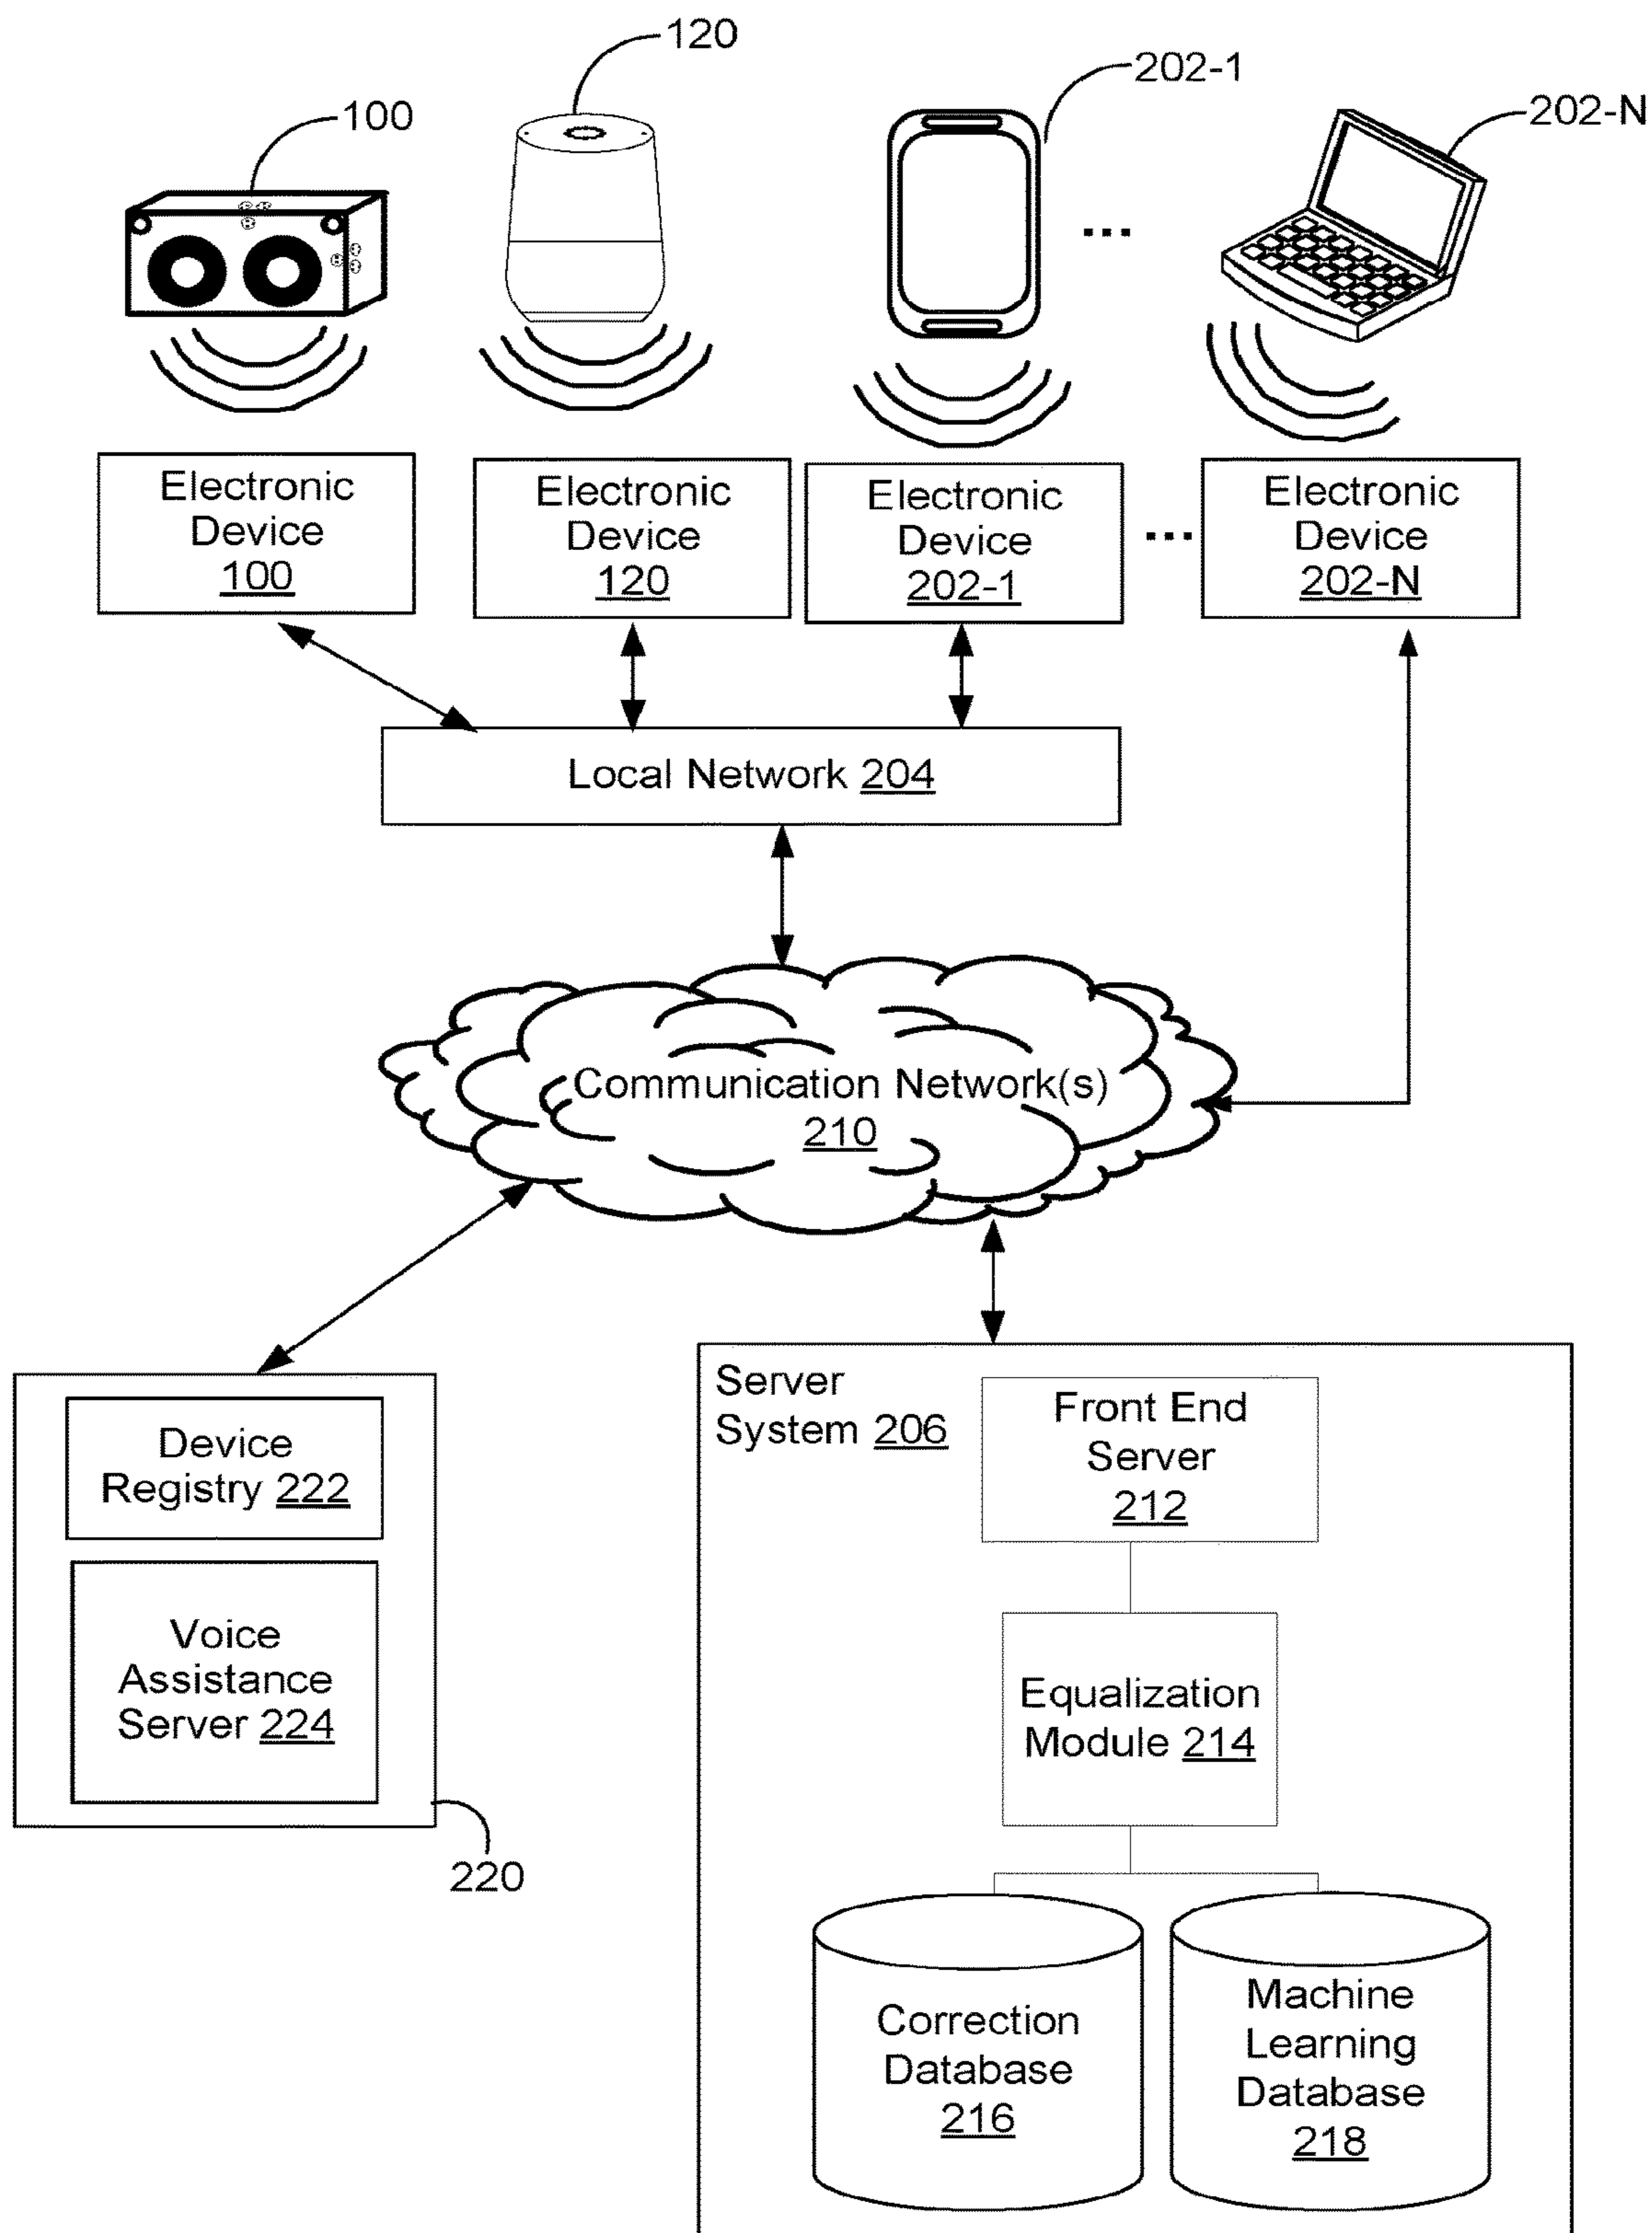 120
202-1
100
202-N
...
Electronic
Device
100
Electronic
Device
120
Electronic
Device
202-1
...
Electronic
Device
202-N
Local Network 204
Communication Network(s)
210
Device
Registry 222
Voice
Assistance
Server 224
220
Server
System 206
Front End
Server
212
Equalization
Module 214
Correction
Database
216
Machine
Learning
Database
218